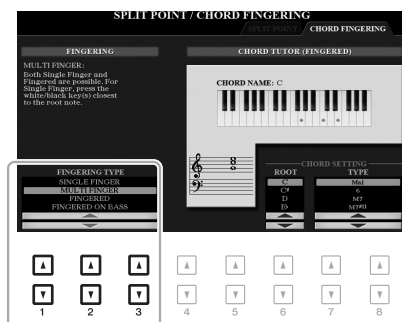 SPLIT POINT / CHORD FINGERING
SPLIT POINT
CHORD FINGERING
FINGERING
MULTI FINGER:
Both Single Finger and
Fingered are possible. For
Single Finger, press the
white/black key(s) closest
to the root note.
CHORD TUTOR (FINGERED)
CHORD NAME: C
FINGERING TYPE
SINGLE FINGER
MULTI FINGER
FINGERED
FINGERED ON BASS
CHORD SETTING
ROOT
C
C#
D
E♭
TYPE
Maj
6
M7
M7#11
1 2 3 4 5 6 7 8